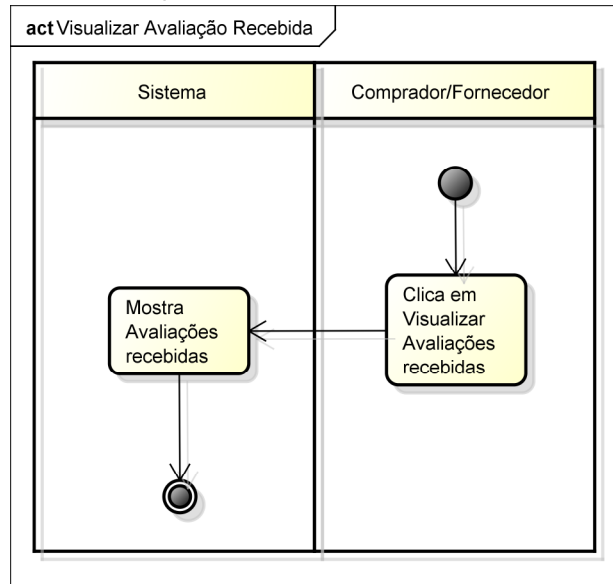 act Visualizar Avaliação Recebida
Sistema
Comprador/Fornecedor
Clica em
Visualizar
Avaliações
recebidas
Mostra
Avaliações
recebidas